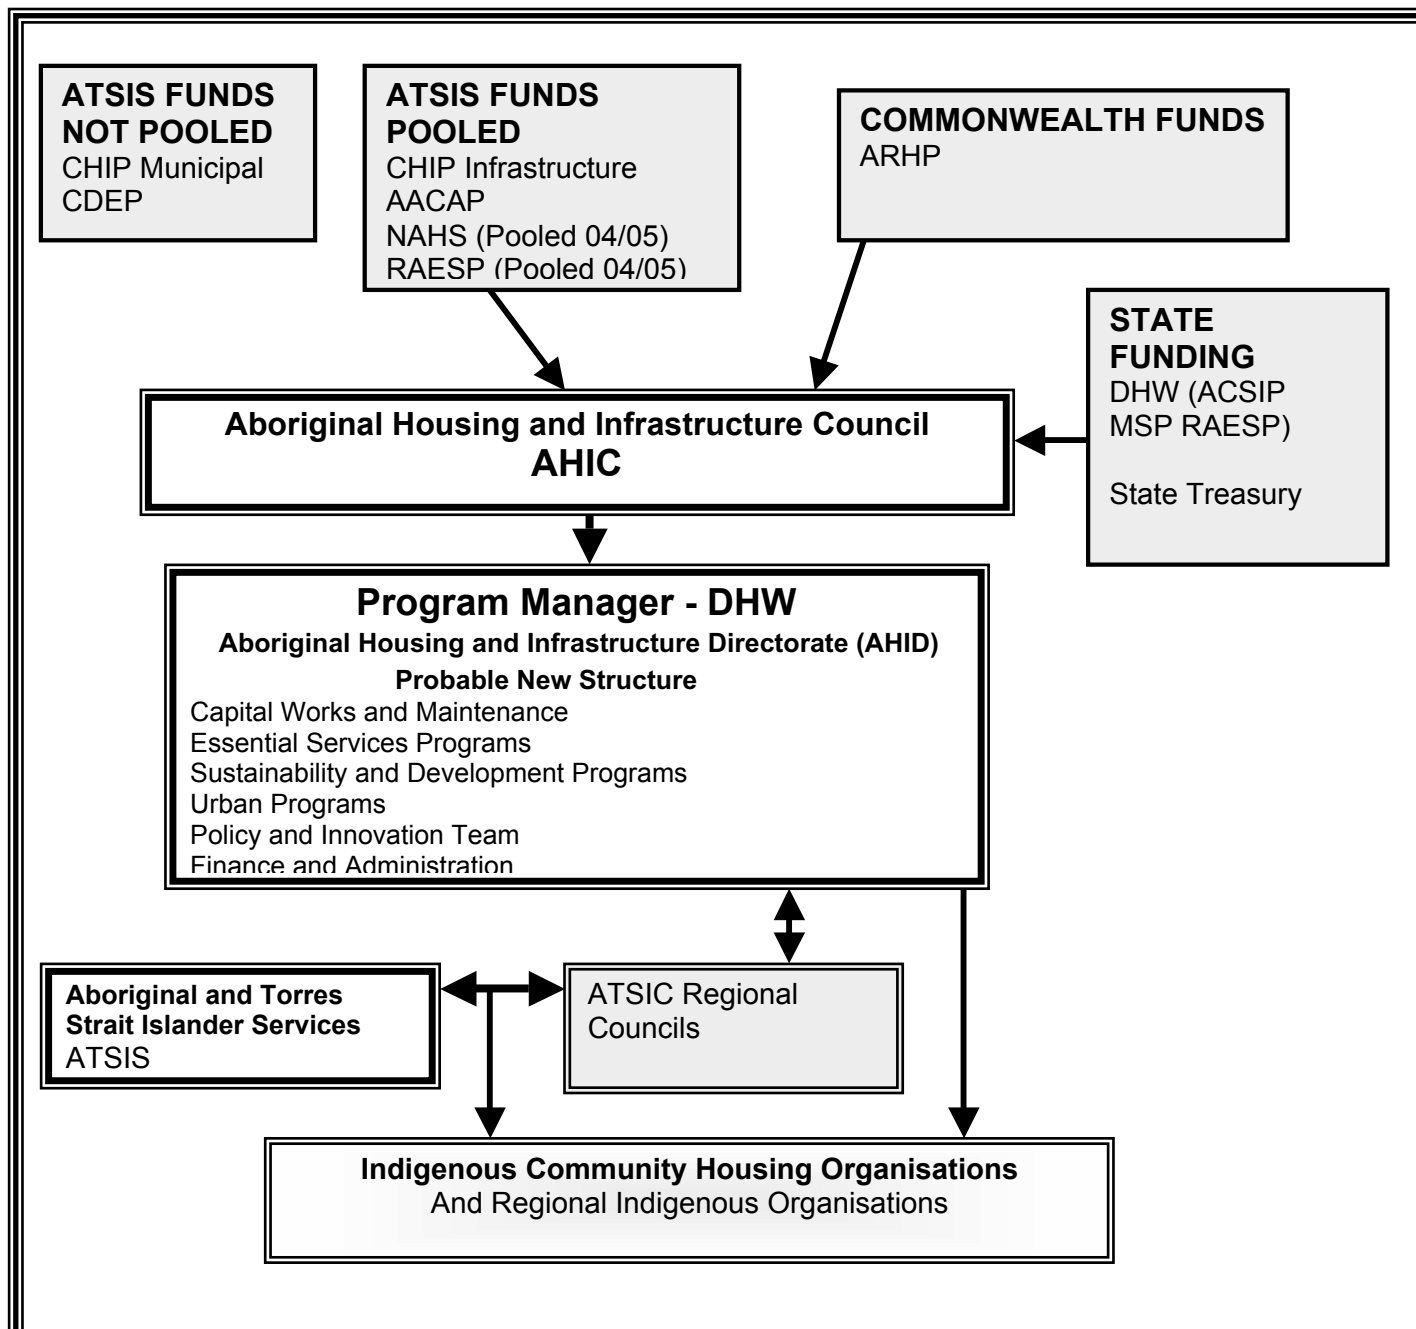 ATSIS FUNDS
NOT POOLED
CHIP Municipal
CDEP
ATSIS FUNDS
POOLED
CHIP Infrastructure
AACAP
NAHS (Pooled 04/05)
RAESP (Pooled 04/05)
COMMONWEALTH FUNDS
ARHP
STATE
FUNDING
DHW (ACSIP
MSP RAESP)
State Treasury
Aboriginal Housing and Infrastructure Council
AHIC
Program Manager - DHW
Aboriginal Housing and Infrastructure Directorate (AHID)
Probable New Structure
Capital Works and Maintenance
Essential Services Programs
Sustainability and Development Programs
Urban Programs
Policy and Innovation Team
Finance and Administration
Aboriginal and Torres
Strait Islander Services
ATSIS
ATSIC Regional
Councils
Indigenous Community Housing Organisations
And Regional Indigenous Organisations